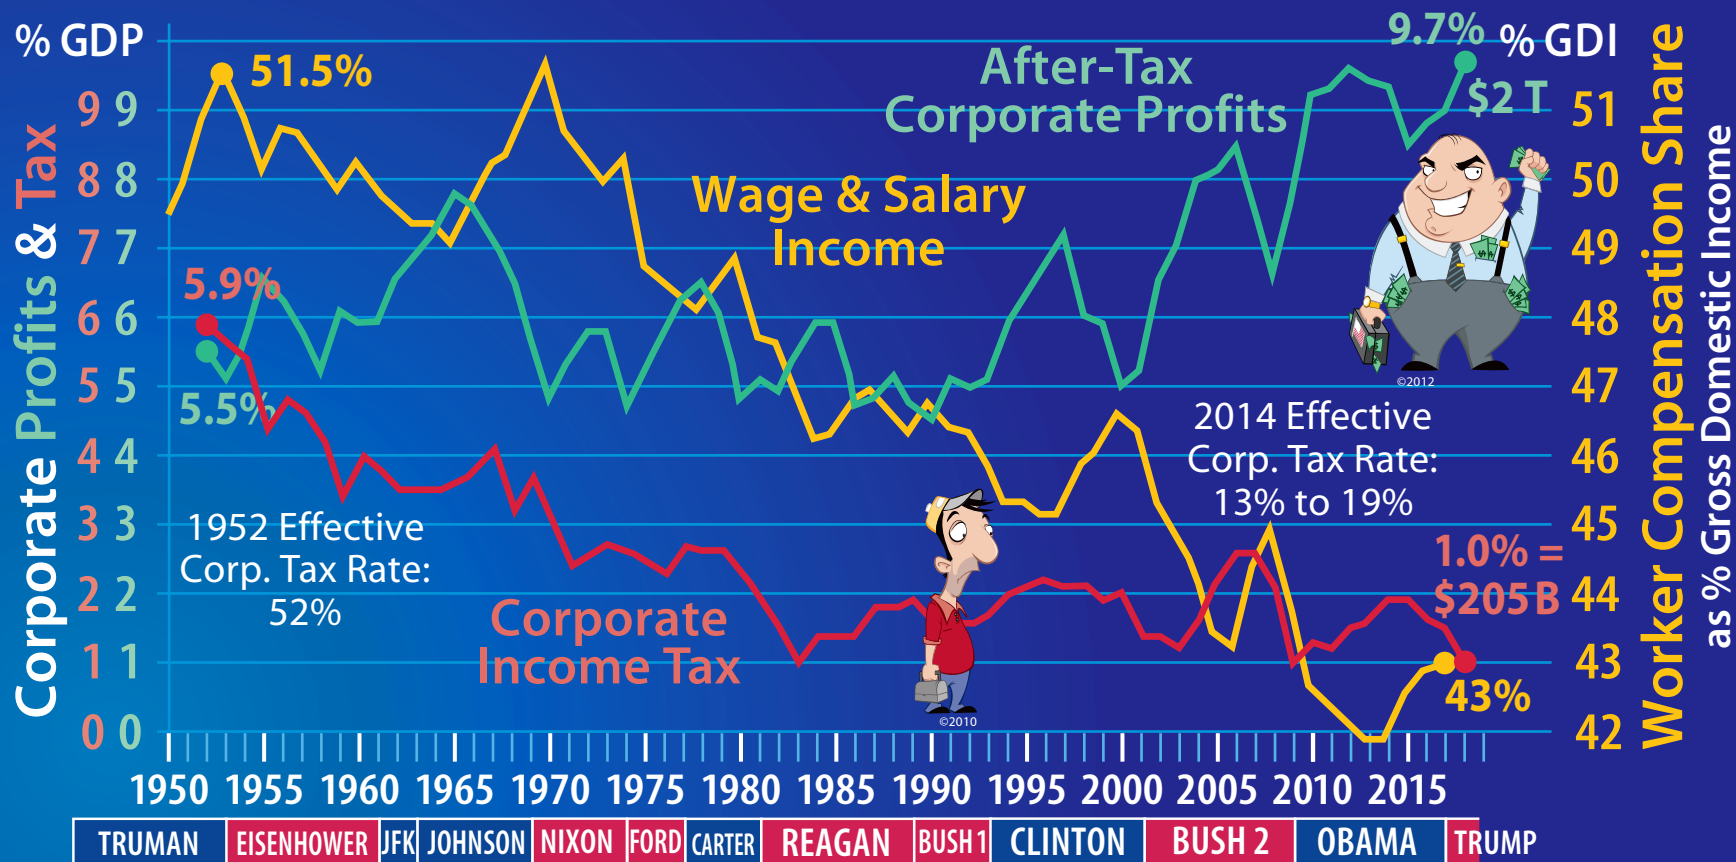 % GDP
51.5%
After-Tax
Corporate Profits
9.7%
% GDI
$2 T
Corporate Profits & Tax
9 9
8 8
7 7
6 6
5 5
4 4
3 3
2 2
1 1
0 0
5.9%
5.5%
Wage & Salary
Income
©2012
2014 Effective
Corp. Tax Rate:
13% to 19%
1952 Effective
Corp. Tax Rate:
52%
Corporate
Income Tax
©2010
1.0% =
$205 B
43%
51
50
49
48
47
46
45
44
43
42
Worker Compensation Share
as % Gross Domestic Income
1950 1955 1960 1965 1970 1975 1980 1985 1990 1995 2000 2005 2010 2015
TRUMAN EISENHOWER JFK JOHNSON NIXON FORD CARTER REAGAN BUSH 1 CLINTON BUSH 2 OBAMA TRUMP